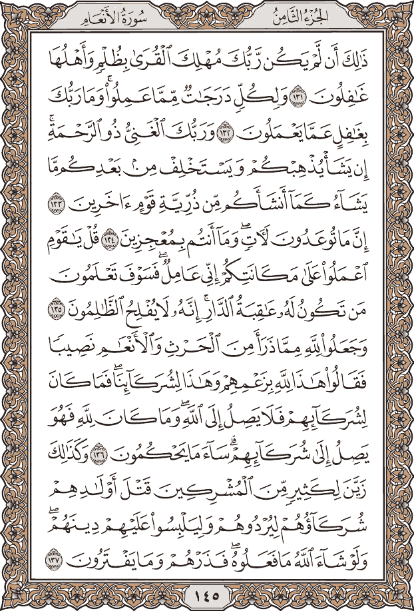 الجزء الثامن
سورة الأنعام
ذَٰلِكَ أَن لَّمْ يَكُن رَّبُّكَ مُهْلِكَ ٱلْقُرَىٰ بِظُلْمٍ وَأَهْلُهَا
غَٰفِلُونَ ١٣١ وَلِكُلٍّ دَرَجَٰتٌ مِّمَّا عَمِلُوا۟ۚ وَمَا رَبُّكَ
بِغَٰفِلٍ عَمَّا يَعْمَلُونَ ١٣٢ وَرَبُّكَ ٱلْغَنِىُّ ذُو ٱلرَّحْمَةِۚ
إِن يَشَأْ يُذْهِبْكُمْ وَيَسْتَخْلِفْ مِنۢ بَعْدِكُم مَّا
يَشَآءُ كَمَآ أَنشَأَكُم مِّن ذُرِّيَّةِ قَوْمٍ ءَاخَرِينَ ١٣٣
إِنَّ مَا تُوعَدُونَ لَءَاتٍۖ وَمَآ أَنتُم بِمُعْجِزِينَ ١٣٤ قُلْ يَٰقَوْمِ
ٱعْمَلُوا۟ عَلَىٰ مَكَانَتِكُمْ إِنِّى عَامِلٌۖ فَسَوْفَ تَعْلَمُونَ
مَن تَكُونُ لَهُۥ عَٰقِبَةُ ٱلدَّارِۚ إِنَّهُۥ لَا يُفْلِحُ ٱلظَّٰلِمُونَ ١٣٥
وَجَعَلُوا۟ لِلَّهِ مِمَّا ذَرَأَ مِنَ ٱلْحَرْثِ وَٱلْأَنْعَٰمِ نَصِيبًا
فَقَالُوا۟ هَٰذَا لِلَّهِ بِزَعْمِهِمْ وَهَٰذَا لِشُرَكَآئِنَاۖ فَمَا كَانَ
لِشُرَكَآئِهِمْ فَلَا يَصِلُ إِلَى ٱللَّهِۖ وَمَا كَانَ لِلَّهِ فَهُوَ
يَصِلُ إِلَىٰ شُرَكَآئِهِمْۗ سَآءَ مَا يَحْكُمُونَ ١٣٦ وَكَذَٰلِكَ
زَيَّنَ لِكَثِيرٍ مِّنَ ٱلْمُشْرِكِينَ قَتْلَ أَوْلَٰدِهِمْ
شُرَكَآؤُهُمْ لِيُرْدُوهُمْ وَلِيَلْبِسُوا۟ عَلَيْهِمْ دِينَهُمْۖ
وَلَوْ شَآءَ ٱللَّهُ مَا فَعَلُوهُۖ فَذَرْهُمْ وَمَا يَفْتَرُونَ ١٣٧
١٤٥